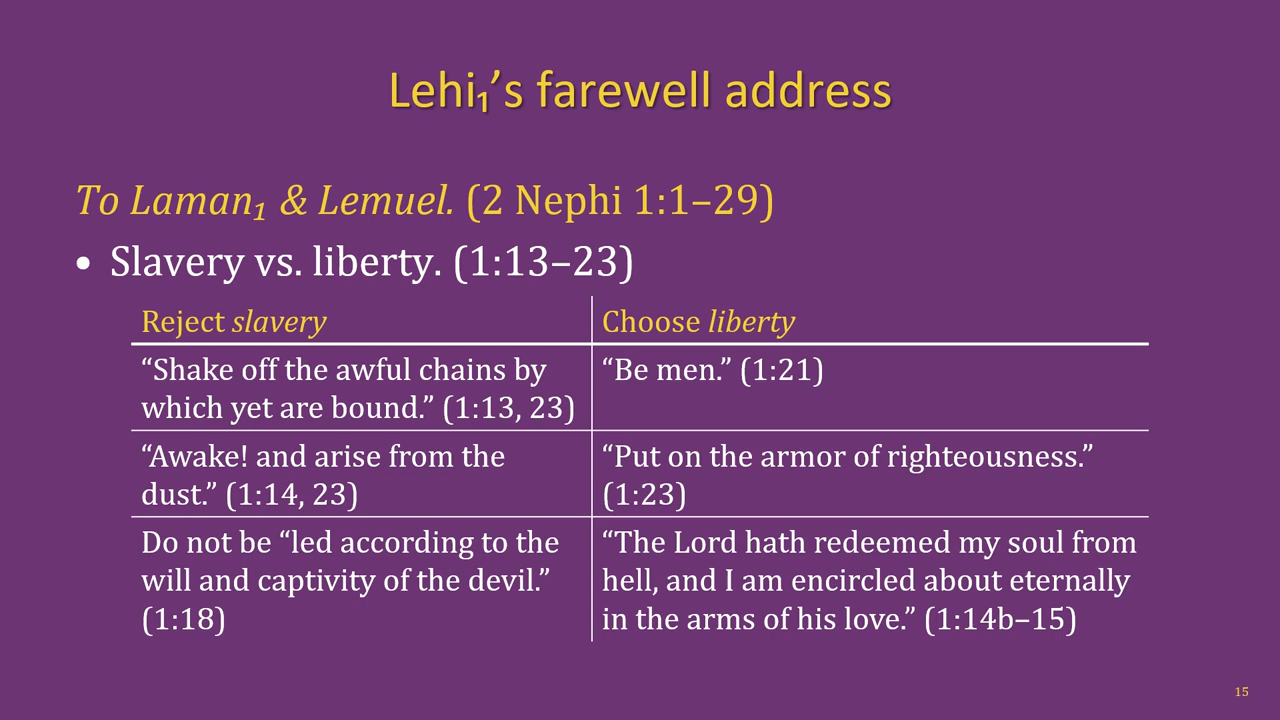 Lehi₁’s farewell address
To Laman₁ & Lemuel. (2 Nephi 1:1–29)
• Slavery vs. liberty. (1:13–23)
Reject slavery
Choose liberty
“Shake off the awful chains by
which yet are bound.” (1:13, 23)
“Be men.” (1:21)
“Awake! and arise from the
dust.” (1:14, 23)
“Put on the armor of righteousness.”
(1:23)
Do not be “led according to the
will and captivity of the devil.”
(1:18)
“The Lord hath redeemed my soul from
hell, and I am encircled about eternally
in the arms of his love.” (1:14b–15)
15